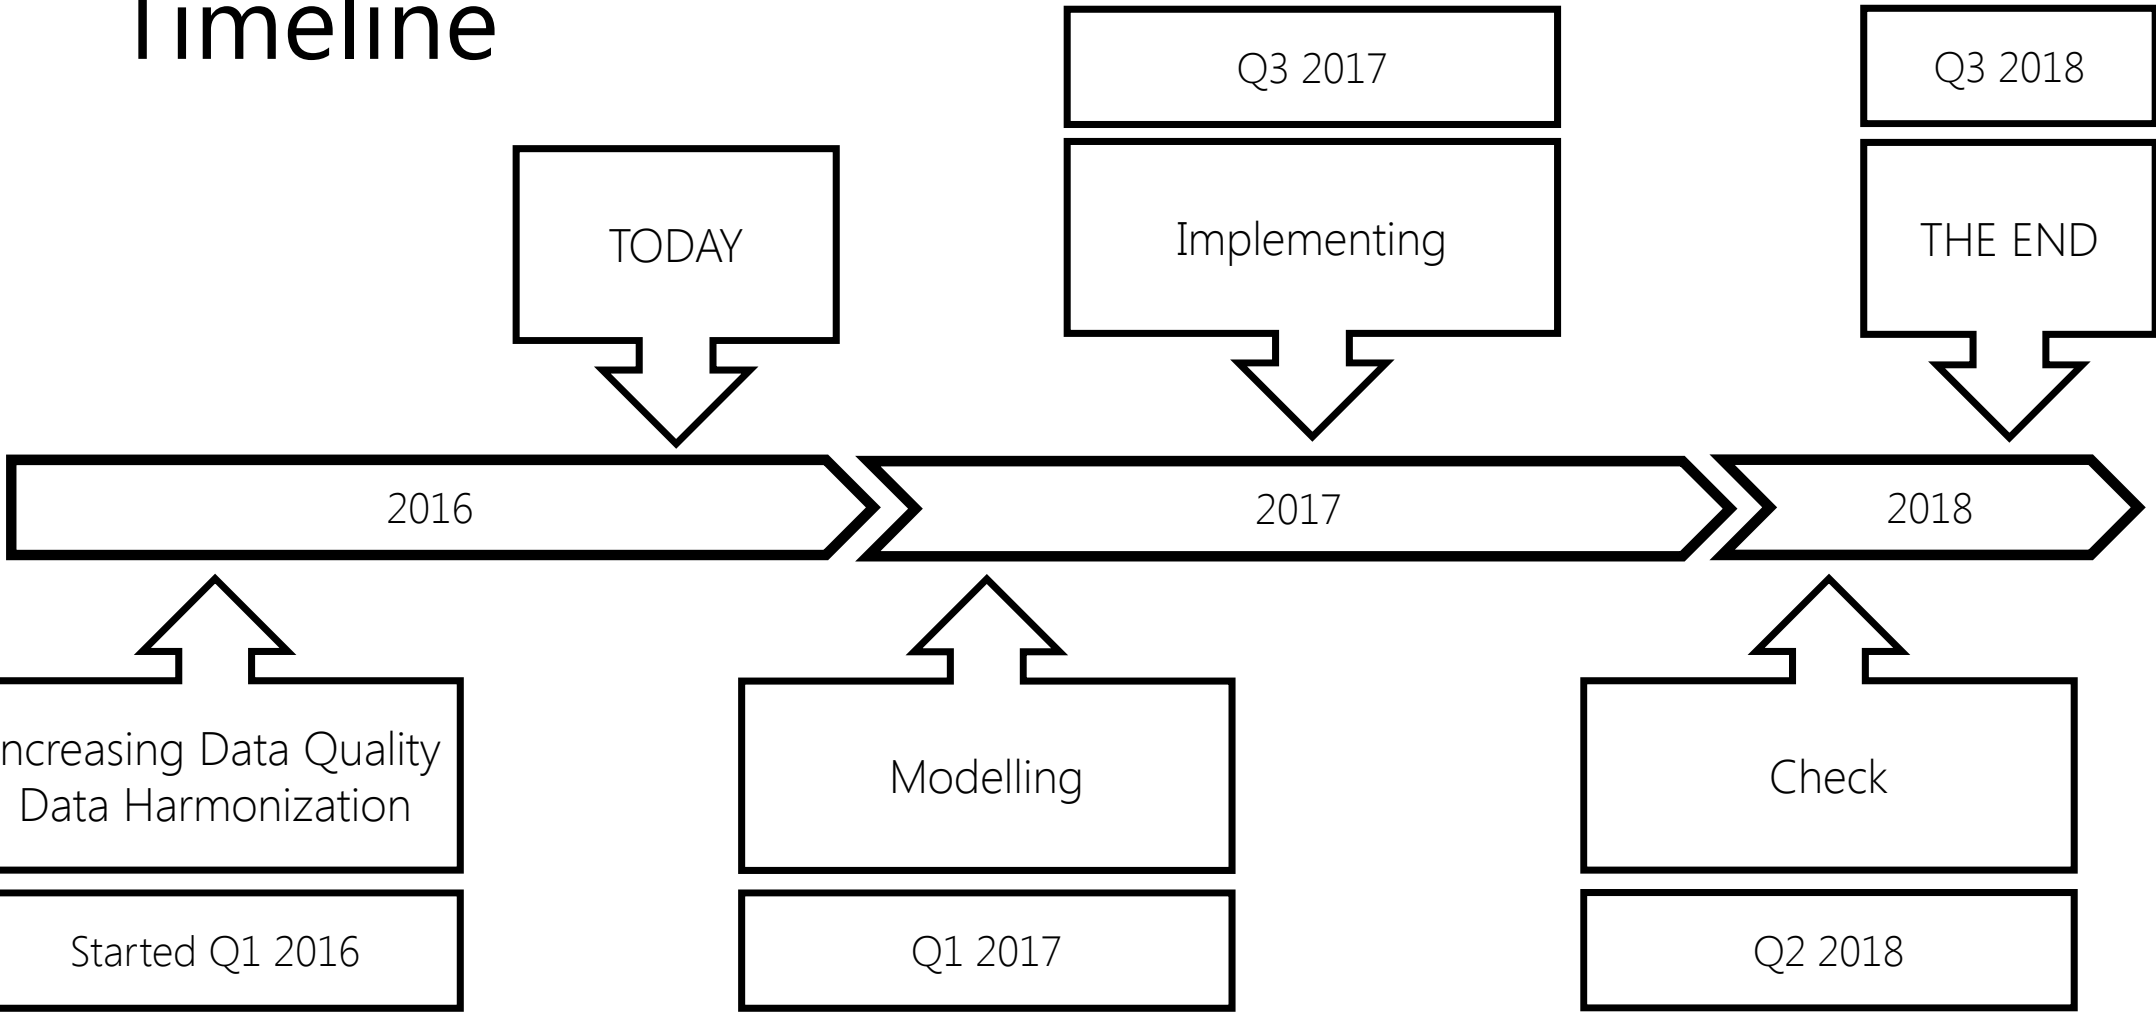 Timeline
Q3 2017
Q3 2018
TODAY
Implementing
THE END
2016
2017
2018
ncreasing Data Quality
Data Harmonization
Modelling
Check
Started Q1 2016
Q1 2017
Q2 2018